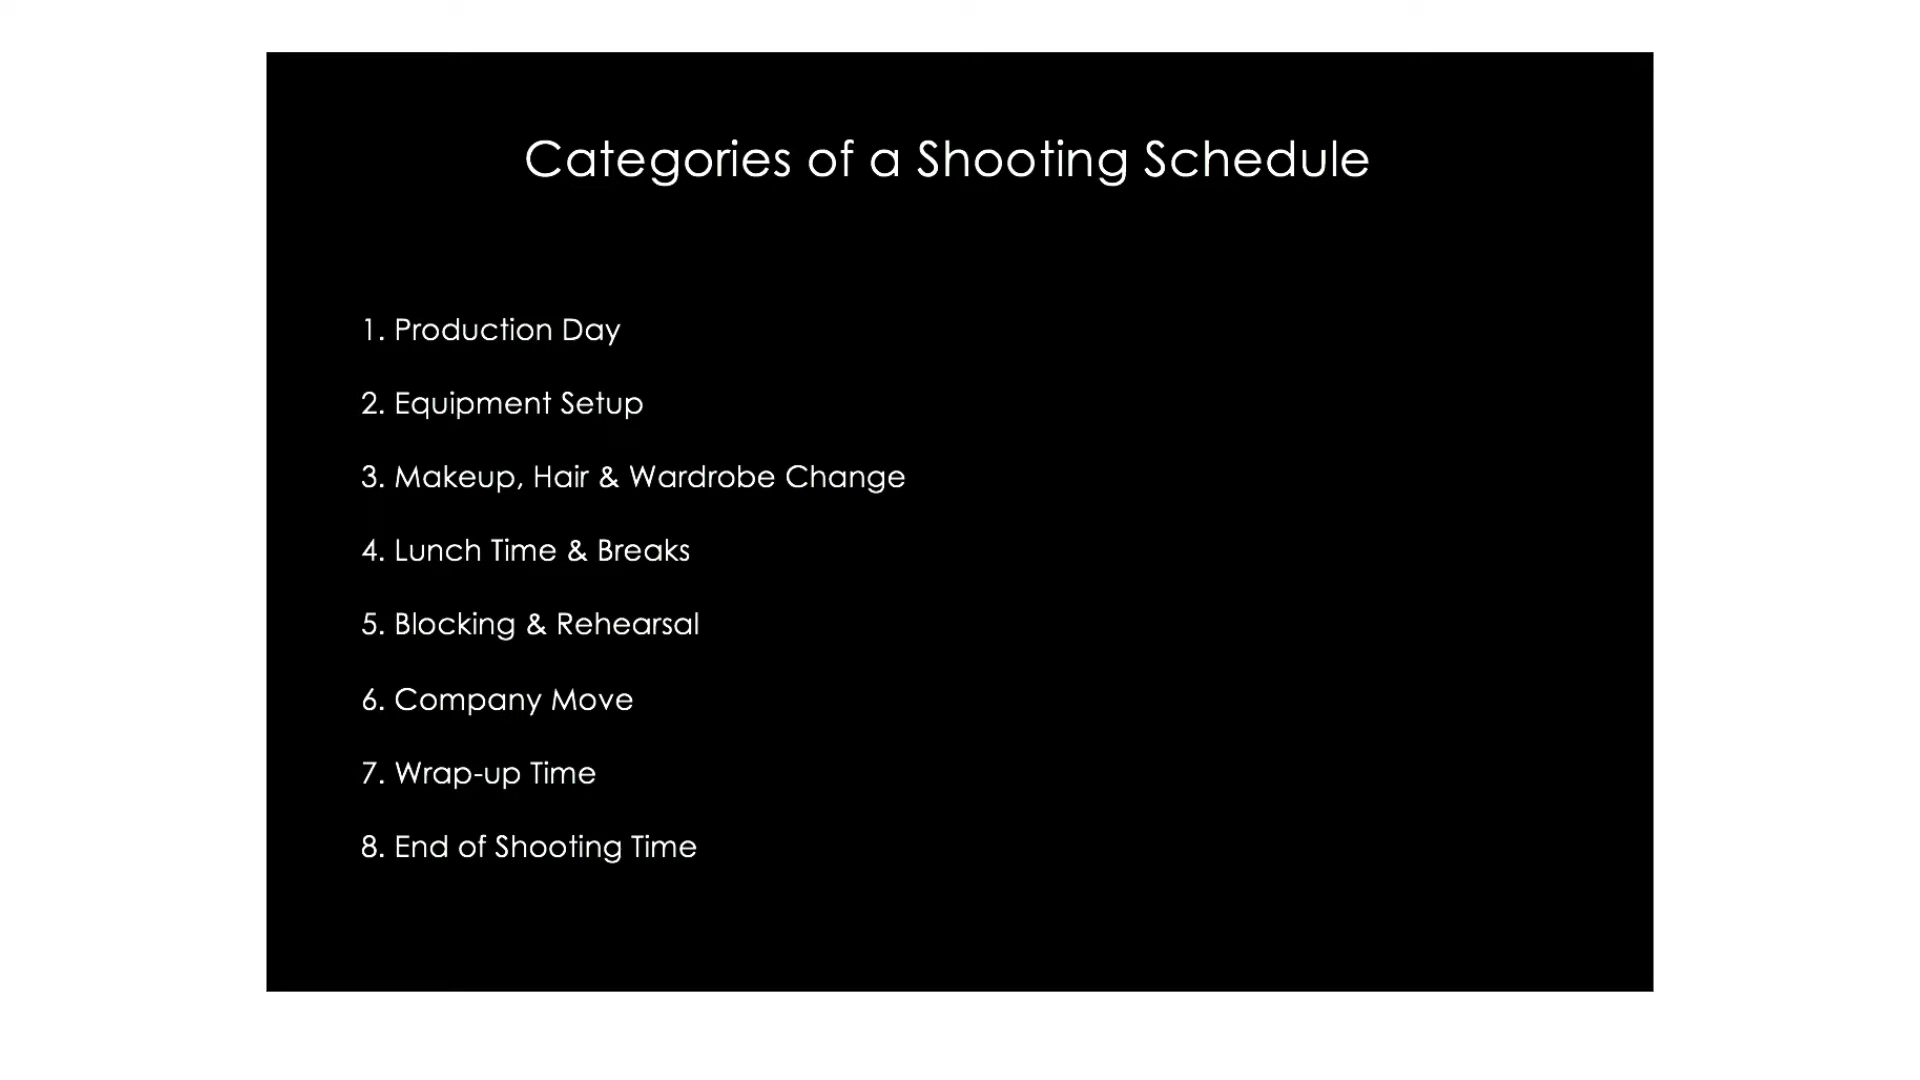 Categories of a Shooting Schedule
1. Production Day
2. Equipment Setup
3. Makeup, Hair & Wardrobe Change
4. Lunch Time & Breaks
5. Blocking & Rehearsal
6. Company Move
7. Wrap-up Time
8. End of Shooting Time